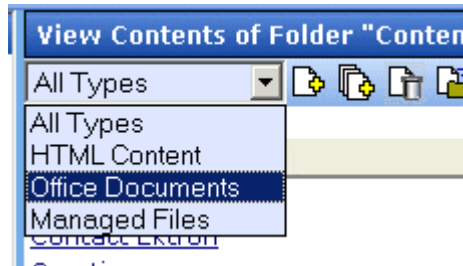 View Contents of Folder "Conten
All Types
All Types
HTML Content
Office Documents
Managed Files
Contact Ektron